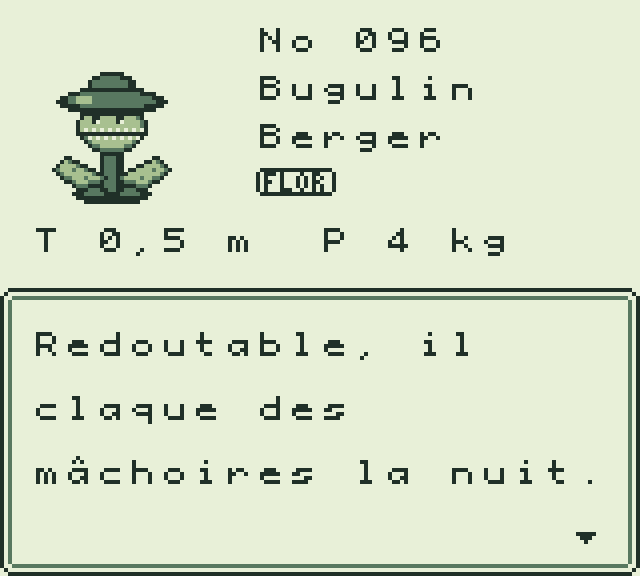 No 096
Bugulin
Berger
FLOR
T 0,5 m P 4 kg
Redoutable, il
claque des
mâchoires la nuit.